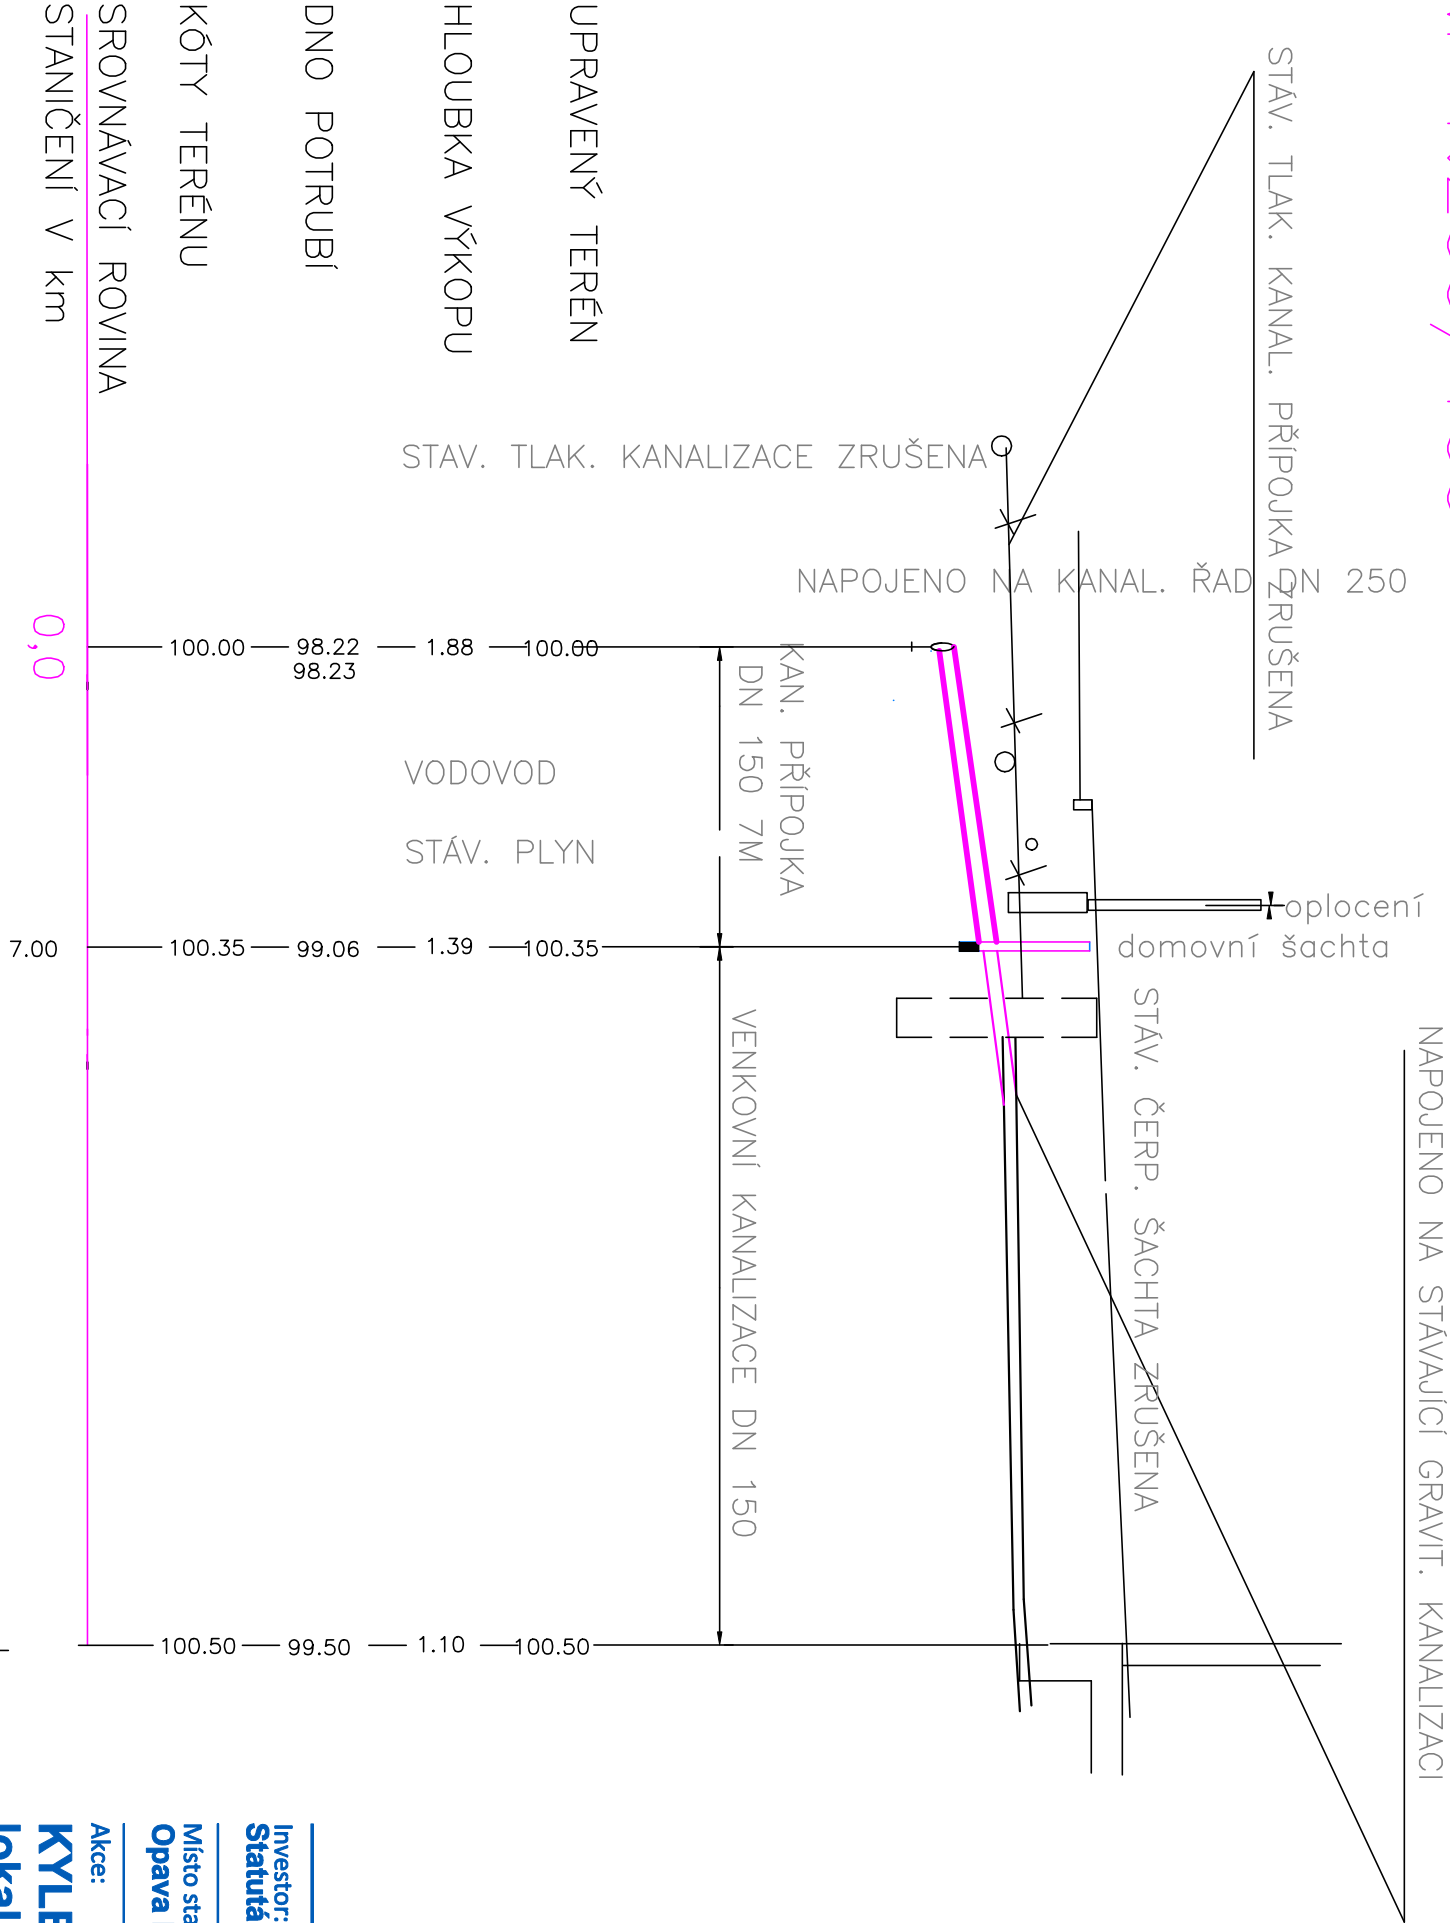 STÁV. TLAK. KANAL. PŘÍPOJKA ZRUŠENA
UPRAVENÝ TERÉN
HLOUBKA VÝKOPU
DNO POTRUBÍ
KÓTY TERÉNU
SROVNÁVACÍ ROVINA
STANIČENÍ V km
STAV. TLAK. KANALIZACE ZRUŠENA
NAPOJENO NA KANAL. ŘAD DN 250
0,0
100.00
98.22
98.23
1.88
100.00
KAN. PŘÍPOJKA
DN 150 7M
VODOVOD
STÁV. PLYN
oplocení
domovní šachta
7.00
100.35
99.06
1.39
100.35
VENKOVNÍ KANALIZACE DN 150
STÁV. ČERP. ŠACHTA ZRUŠENA
NAPOJENO NA STÁVAJÍCÍ GRAVIT. KANALIZACI
100.50
99.50
1.10
100.50
Investor:
Statutá
Místo sta
Opava
Akce:
KYLE
lokal